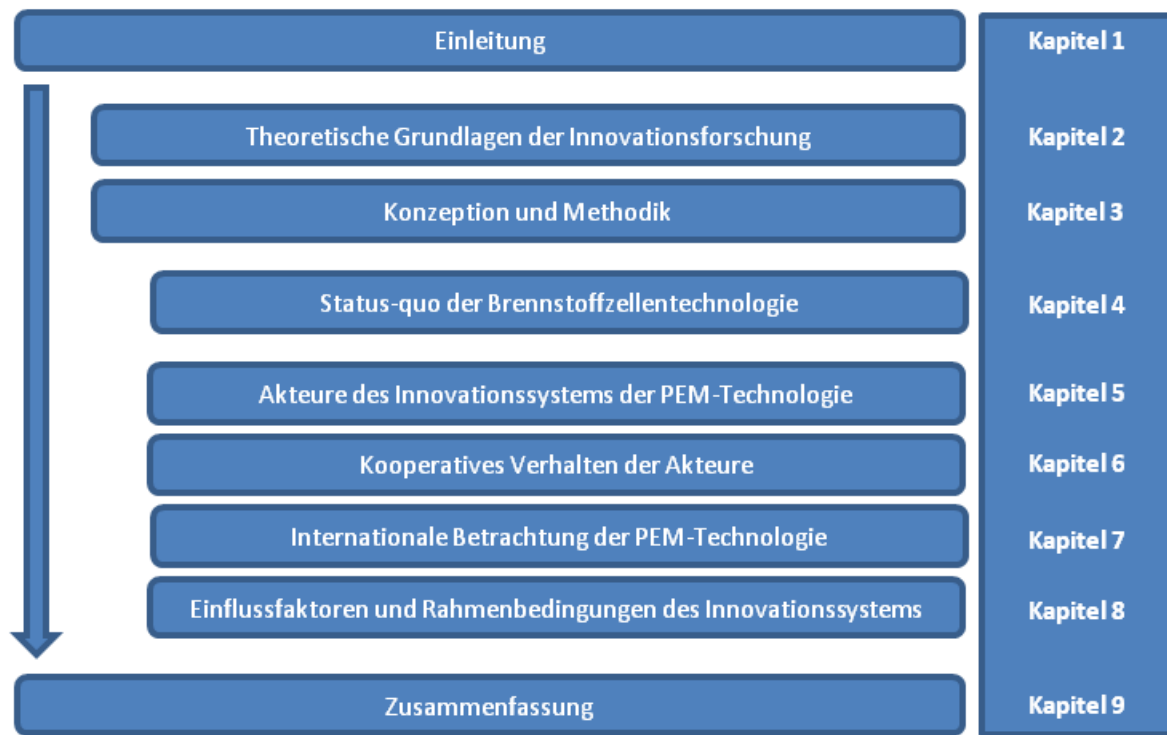 Einleitung
Kapitel 1
Theoretische Grundlagen der Innovationsforschung
Kapitel 2
Konzeption und Methodik
Kapitel 3
Status-quo der Brennstoffzellentechnologie
Kapitel 4
Akteure des Innovationssystems der PEM-Technologie
Kapitel 5
Kooperatives Verhalten der Akteure
Kapitel 6
Internationale Betrachtung der PEM-Technologie
Kapitel 7
Einflussfaktoren und Rahmenbedingungen des Innovationssystems
Kapitel 8
Zusammenfassung
Kapitel 9